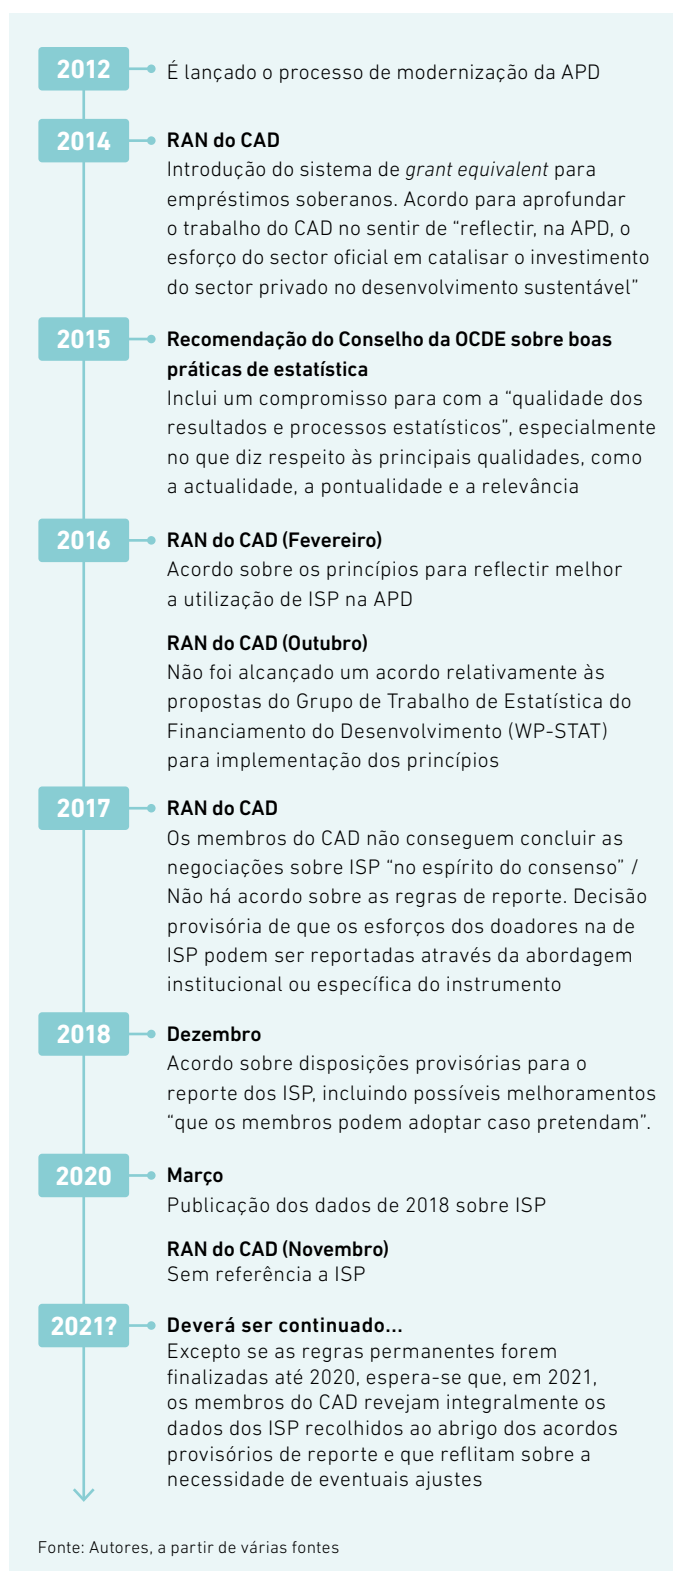 2012
É lançado o processo de modernização da APD
2014
RAN do CAD
Introdução do sistema de grant equivalent para
empréstimos soberanos. Acordo para aprofundar
o trabalho do CAD no sentir de “reflectir, na APD, o
esforço do sector oficial em catalisar o investimento
do sector privado no desenvolvimento sustentável”
2015
Recomendação do Conselho da OCDE sobre boas
práticas de estatística
Inclui um compromisso para com a “qualidade dos
resultados e processos estatísticos”, especialmente
no que diz respeito às principais qualidades, como
a actualidade, a pontualidade e a relevância
2016
RAN do CAD (Fevereiro)
Acordo sobre os princípios para reflectir melhor
a utilização de ISP na APD
RAN do CAD (Outubro)
Não foi alcançado um acordo relativamente às
propostas do Grupo de Trabalho de Estatística do
Financiamento do Desenvolvimento (WP-STAT)
para implementação dos princípios
2017
RAN do CAD
Os membros do CAD não conseguem concluir as
negociações sobre ISP “no espírito do consenso” /
Não há acordo sobre as regras de reporte. Decisão
provisória de que os esforços dos doadores na de
ISP podem ser reportadas através da abordagem
institucional ou específica do instrumento
2018
Dezembro
Acordo sobre disposições provisórias para o
reporte dos ISP, incluindo possíveis melhoramentos
“que os membros podem adoptar caso pretendam”.
2020
Março
Publicação dos dados de 2018 sobre ISP
RAN do CAD (Novembro)
Sem referência a ISP
2021?
Deverá ser continuado...
Excepto se as regras permanentes forem
finalizadas até 2020, espera-se que, em 2021,
os membros do CAD revejam integralmente os
dados dos ISP recolhidos ao abrigo dos acordos
provisórios de reporte e que reflitam sobre a
necessidade de eventuais ajustes
Fonte: Autores, a partir de várias fontes